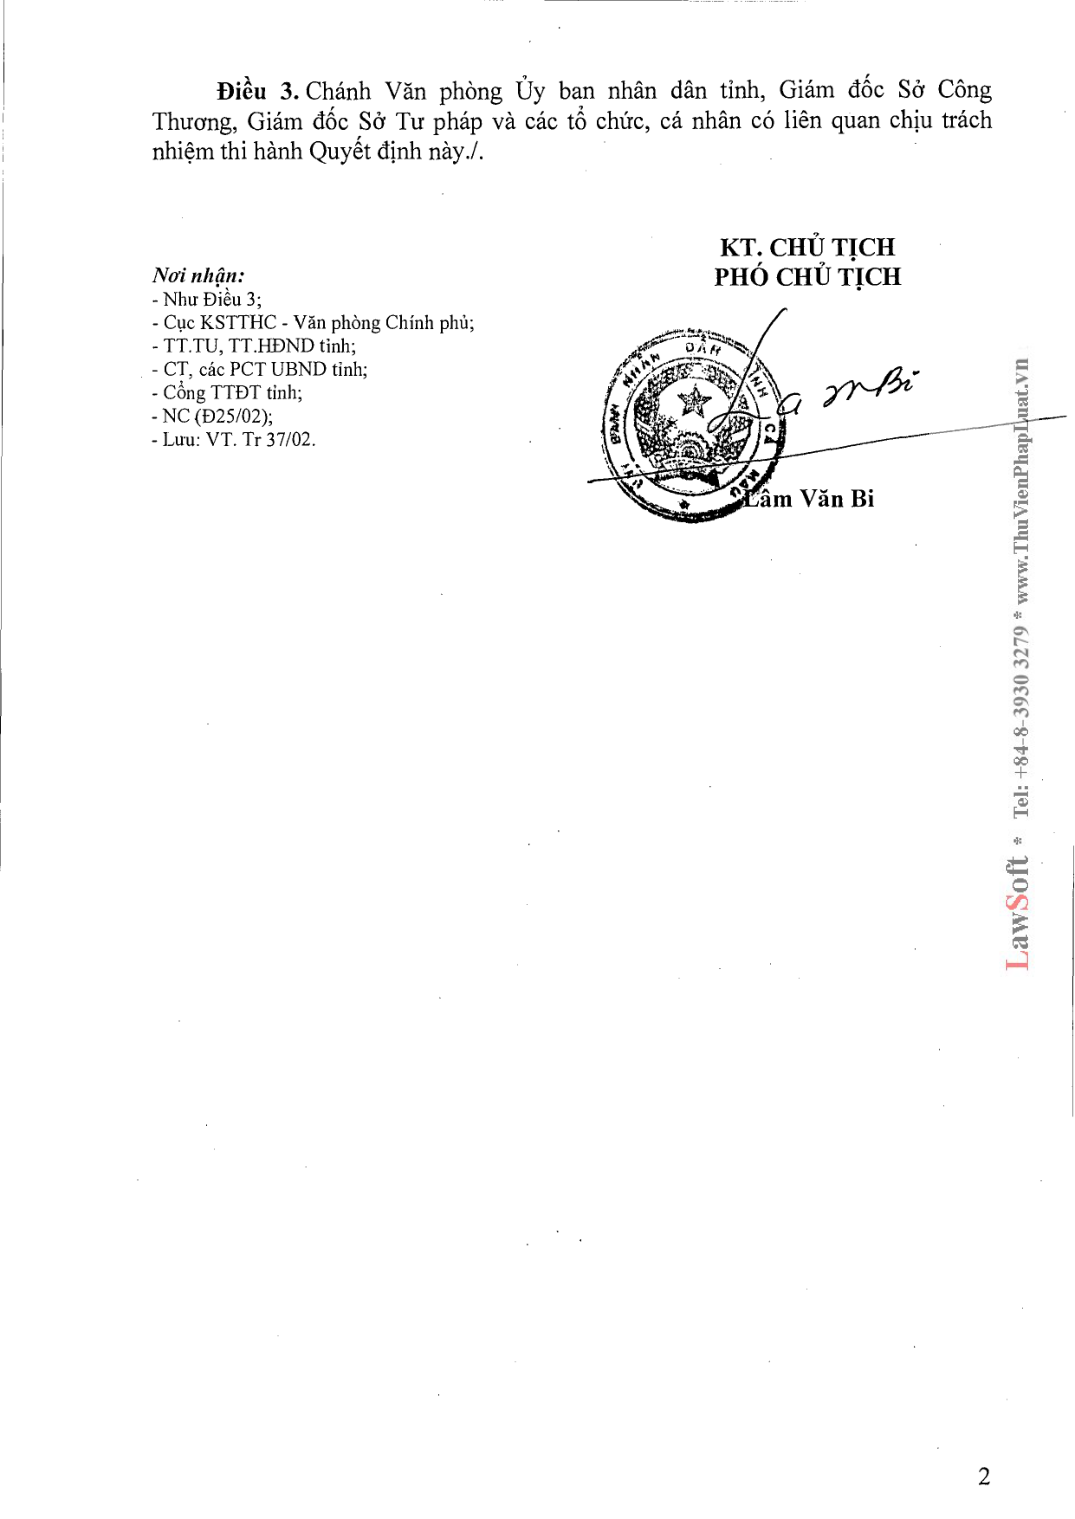 Điều 3. Chánh Văn phòng Ủy ban nhân dân tỉnh, Giám đốc Sở Công
Thương, Giám đốc Sở Tư pháp và các tổ chức, cá nhân có liên quan chịu trách
nhiệm thi hành Quyết định này./.
Nơi nhận:
- Như Điều 3;
- Cục KSTTHC - Văn phòng Chính phủ;
- TT.TU, TT.HĐND tỉnh;
- CT, các PCT UBND tỉnh;
- Cổng TTĐT tỉnh;
- NC (Đ25/02);
- Lưu: VT. Tr 37/02.
KT. CHỦ TỊCH
PHÓ CHỦ TỊCH
BAN NHÂN DÂN TỈNH CÀ MAU
Lâm Văn Bi
LawSoft * Tel: +84-8-3930 3279 * www.ThuVienPhapLuat.vn
2